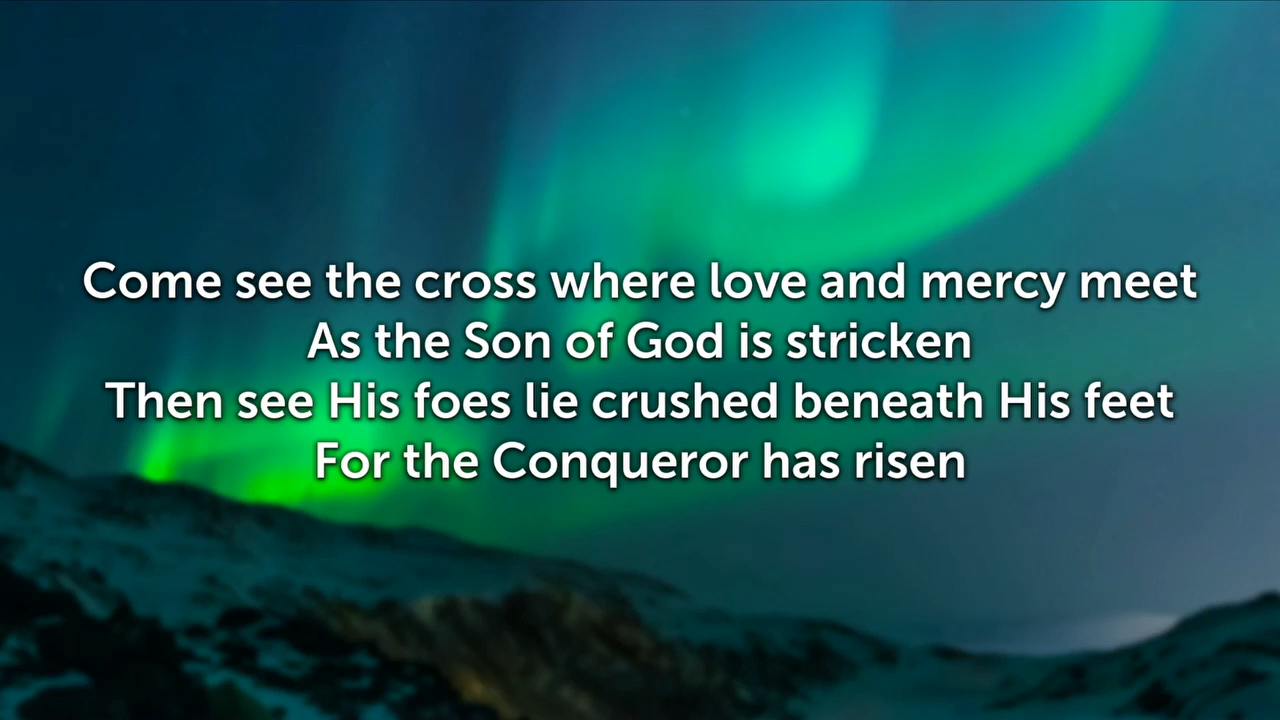 Come see the cross where love and mercy meet
As the Son of God is stricken
Then see His foes lie crushed beneath His feet
For the Conqueror has risen